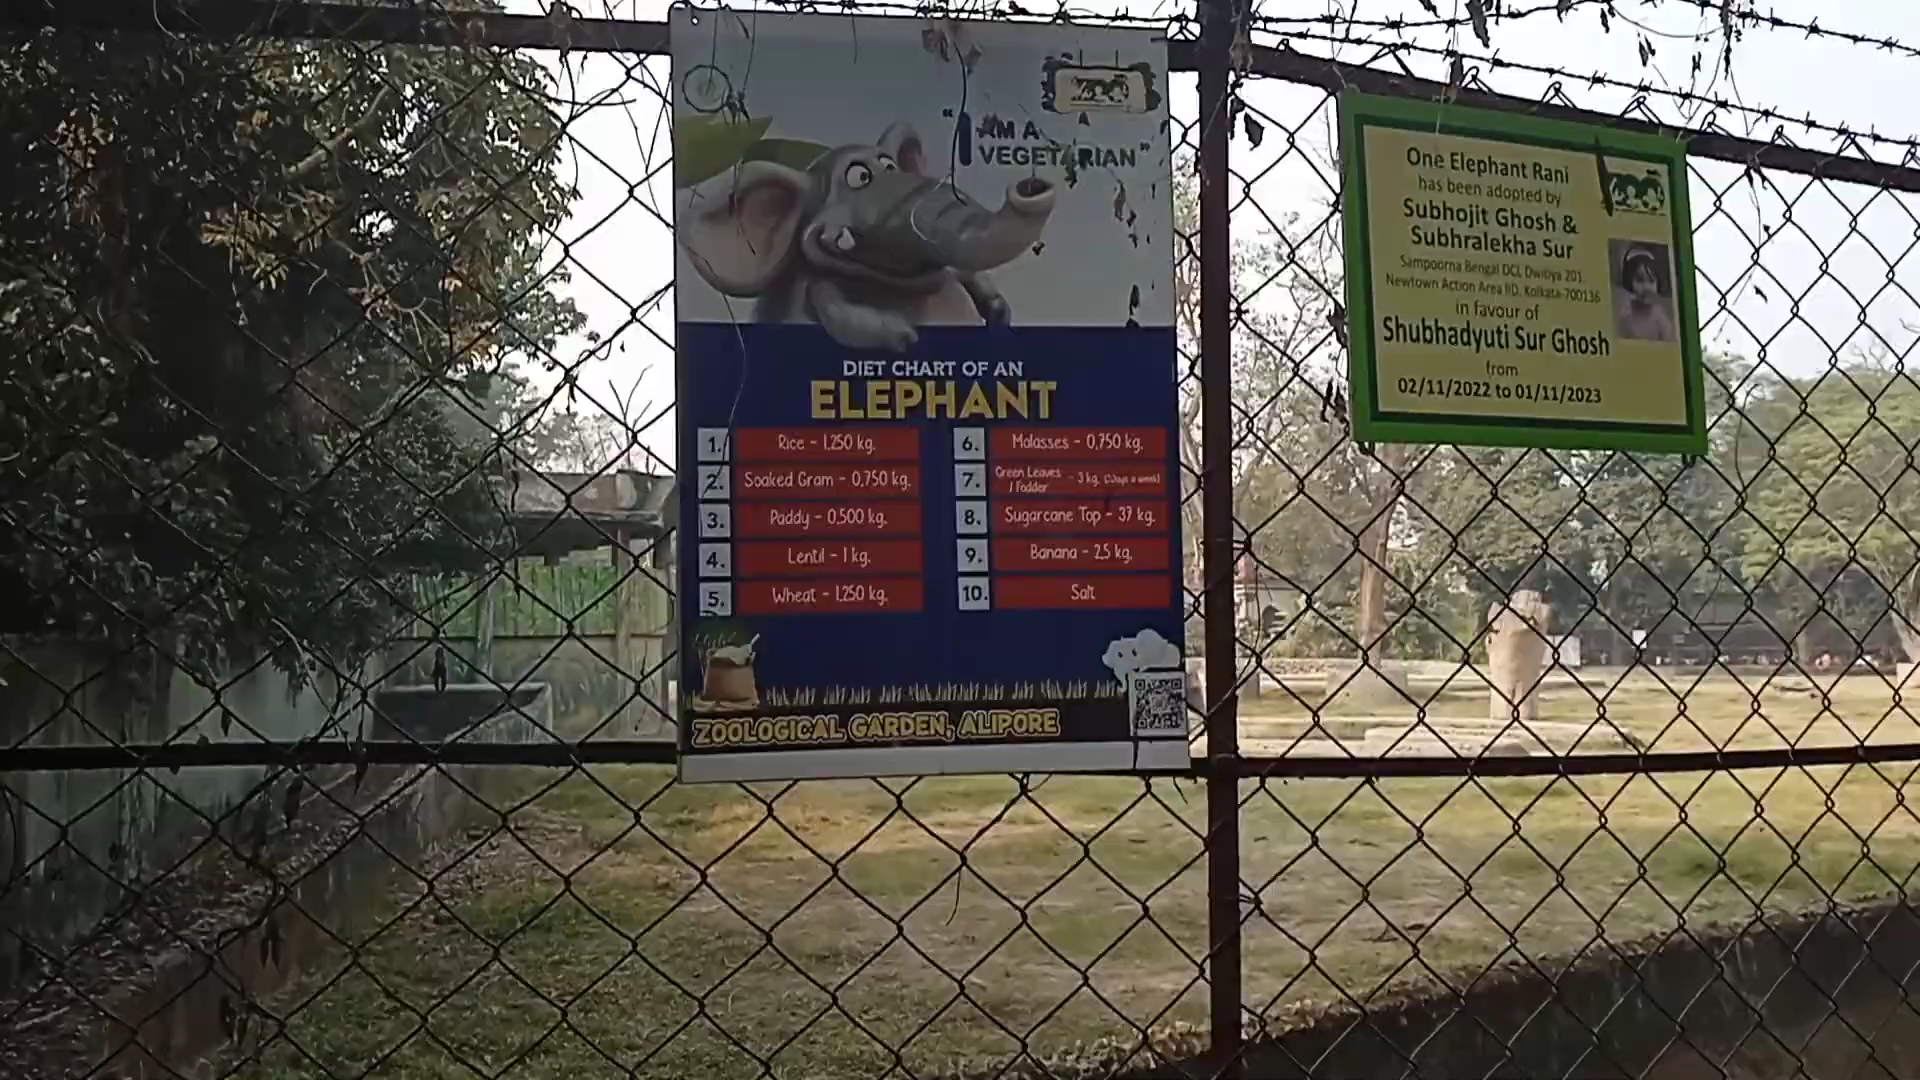 "I AM A
VEGETARIAN"
DIET CHART OF AN
ELEPHANT
1. Rice - 1,250 kg.
2. Soaked Gram - 0,750 kg.
3. Paddy - 0,500 kg.
4. Lentil - 1 kg.
5. Wheat - 1,250 kg.
6. Molasses - 0,750 kg.
7. Green Leaves / Fodder - 3 kg.
8. Sugarcane Top - 37 kg.
9. Banana - 2.5 kg.
10. Salt
ZOOLOGICAL GARDEN, ALIPORE
One Elephant Rani
has been adopted by
Subhojit Ghosh &
Subhralekha Sur
Sampoorna Bengal DCL Dwitiya 201,
Newtown Action Area IID, Kolkata-700136
in favour of
Shubhadyuti Sur Ghosh
from
02/11/2022 to 01/11/2023